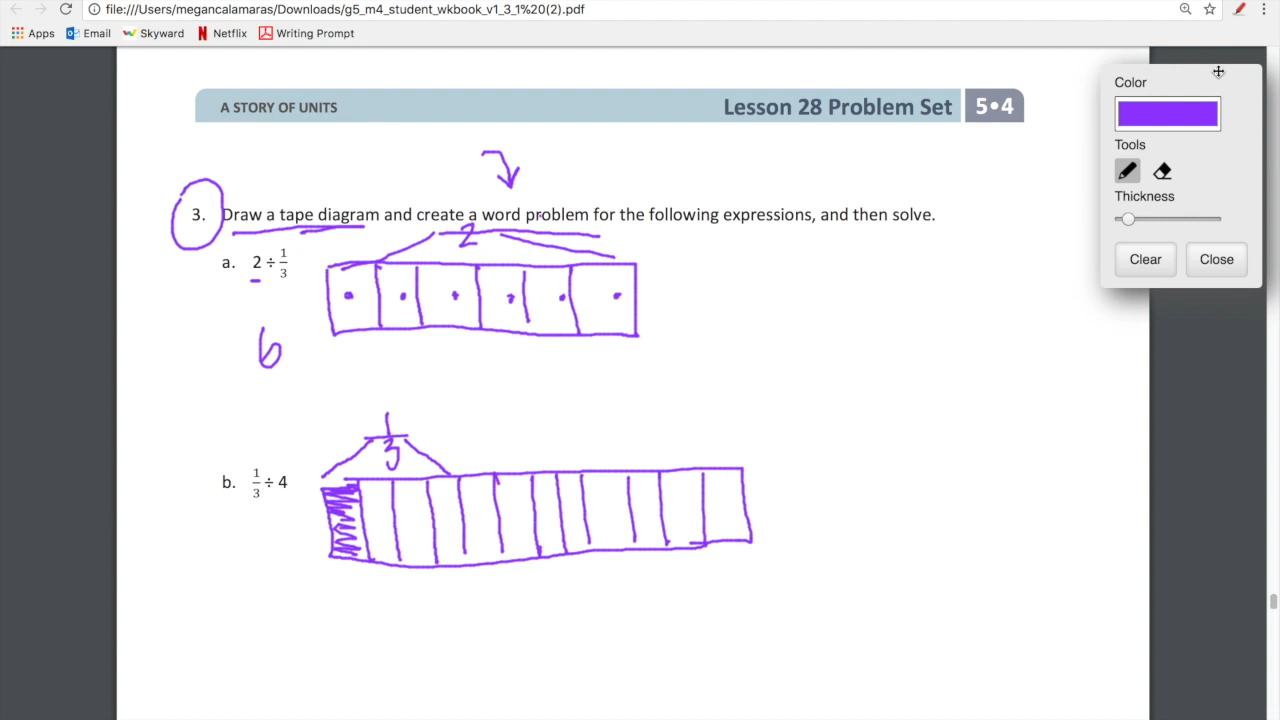 file:///Users/megancalamaras/Downloads/g5_m4_student_wkbook_v1_3_1%20(2).pdf
Apps Email Skyward Netflix Writing Prompt
A STORY OF UNITS Lesson 28 Problem Set 5•4
3. Draw a tape diagram and create a word problem for the following expressions, and then solve.
2
a. 2 ÷ 1/3
6
1/3
b. 1/3 ÷ 4
Color
Tools
Thickness
Clear Close